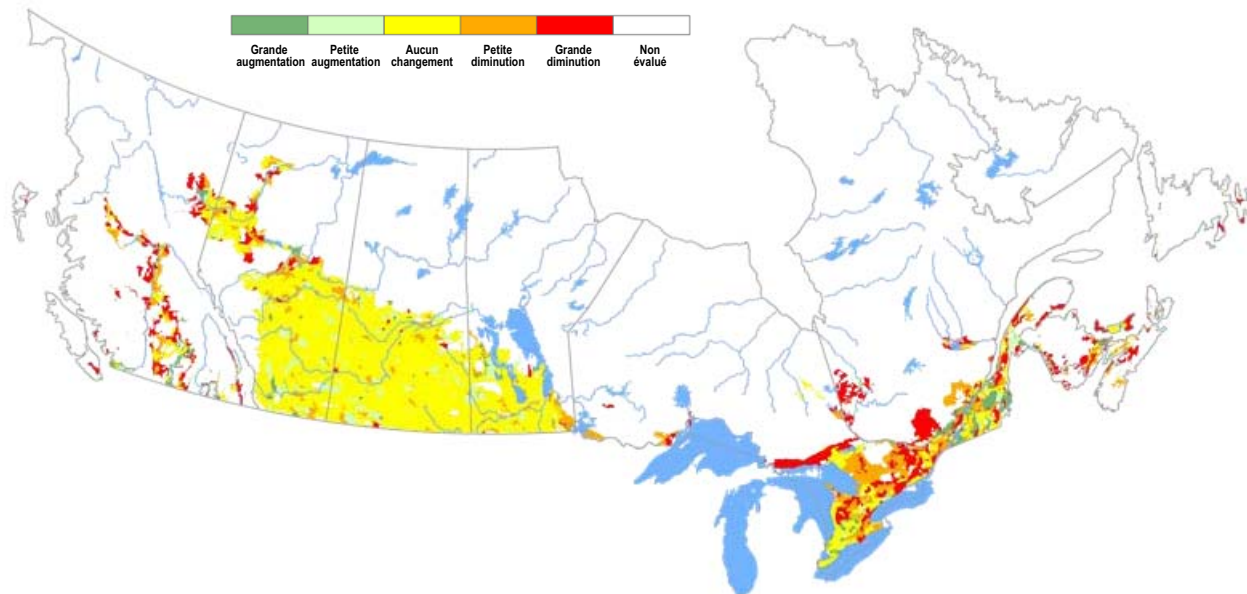 Grande augmentation
Petite augmentation
Aucun changement
Petite diminution
Grande diminution
Non évalué